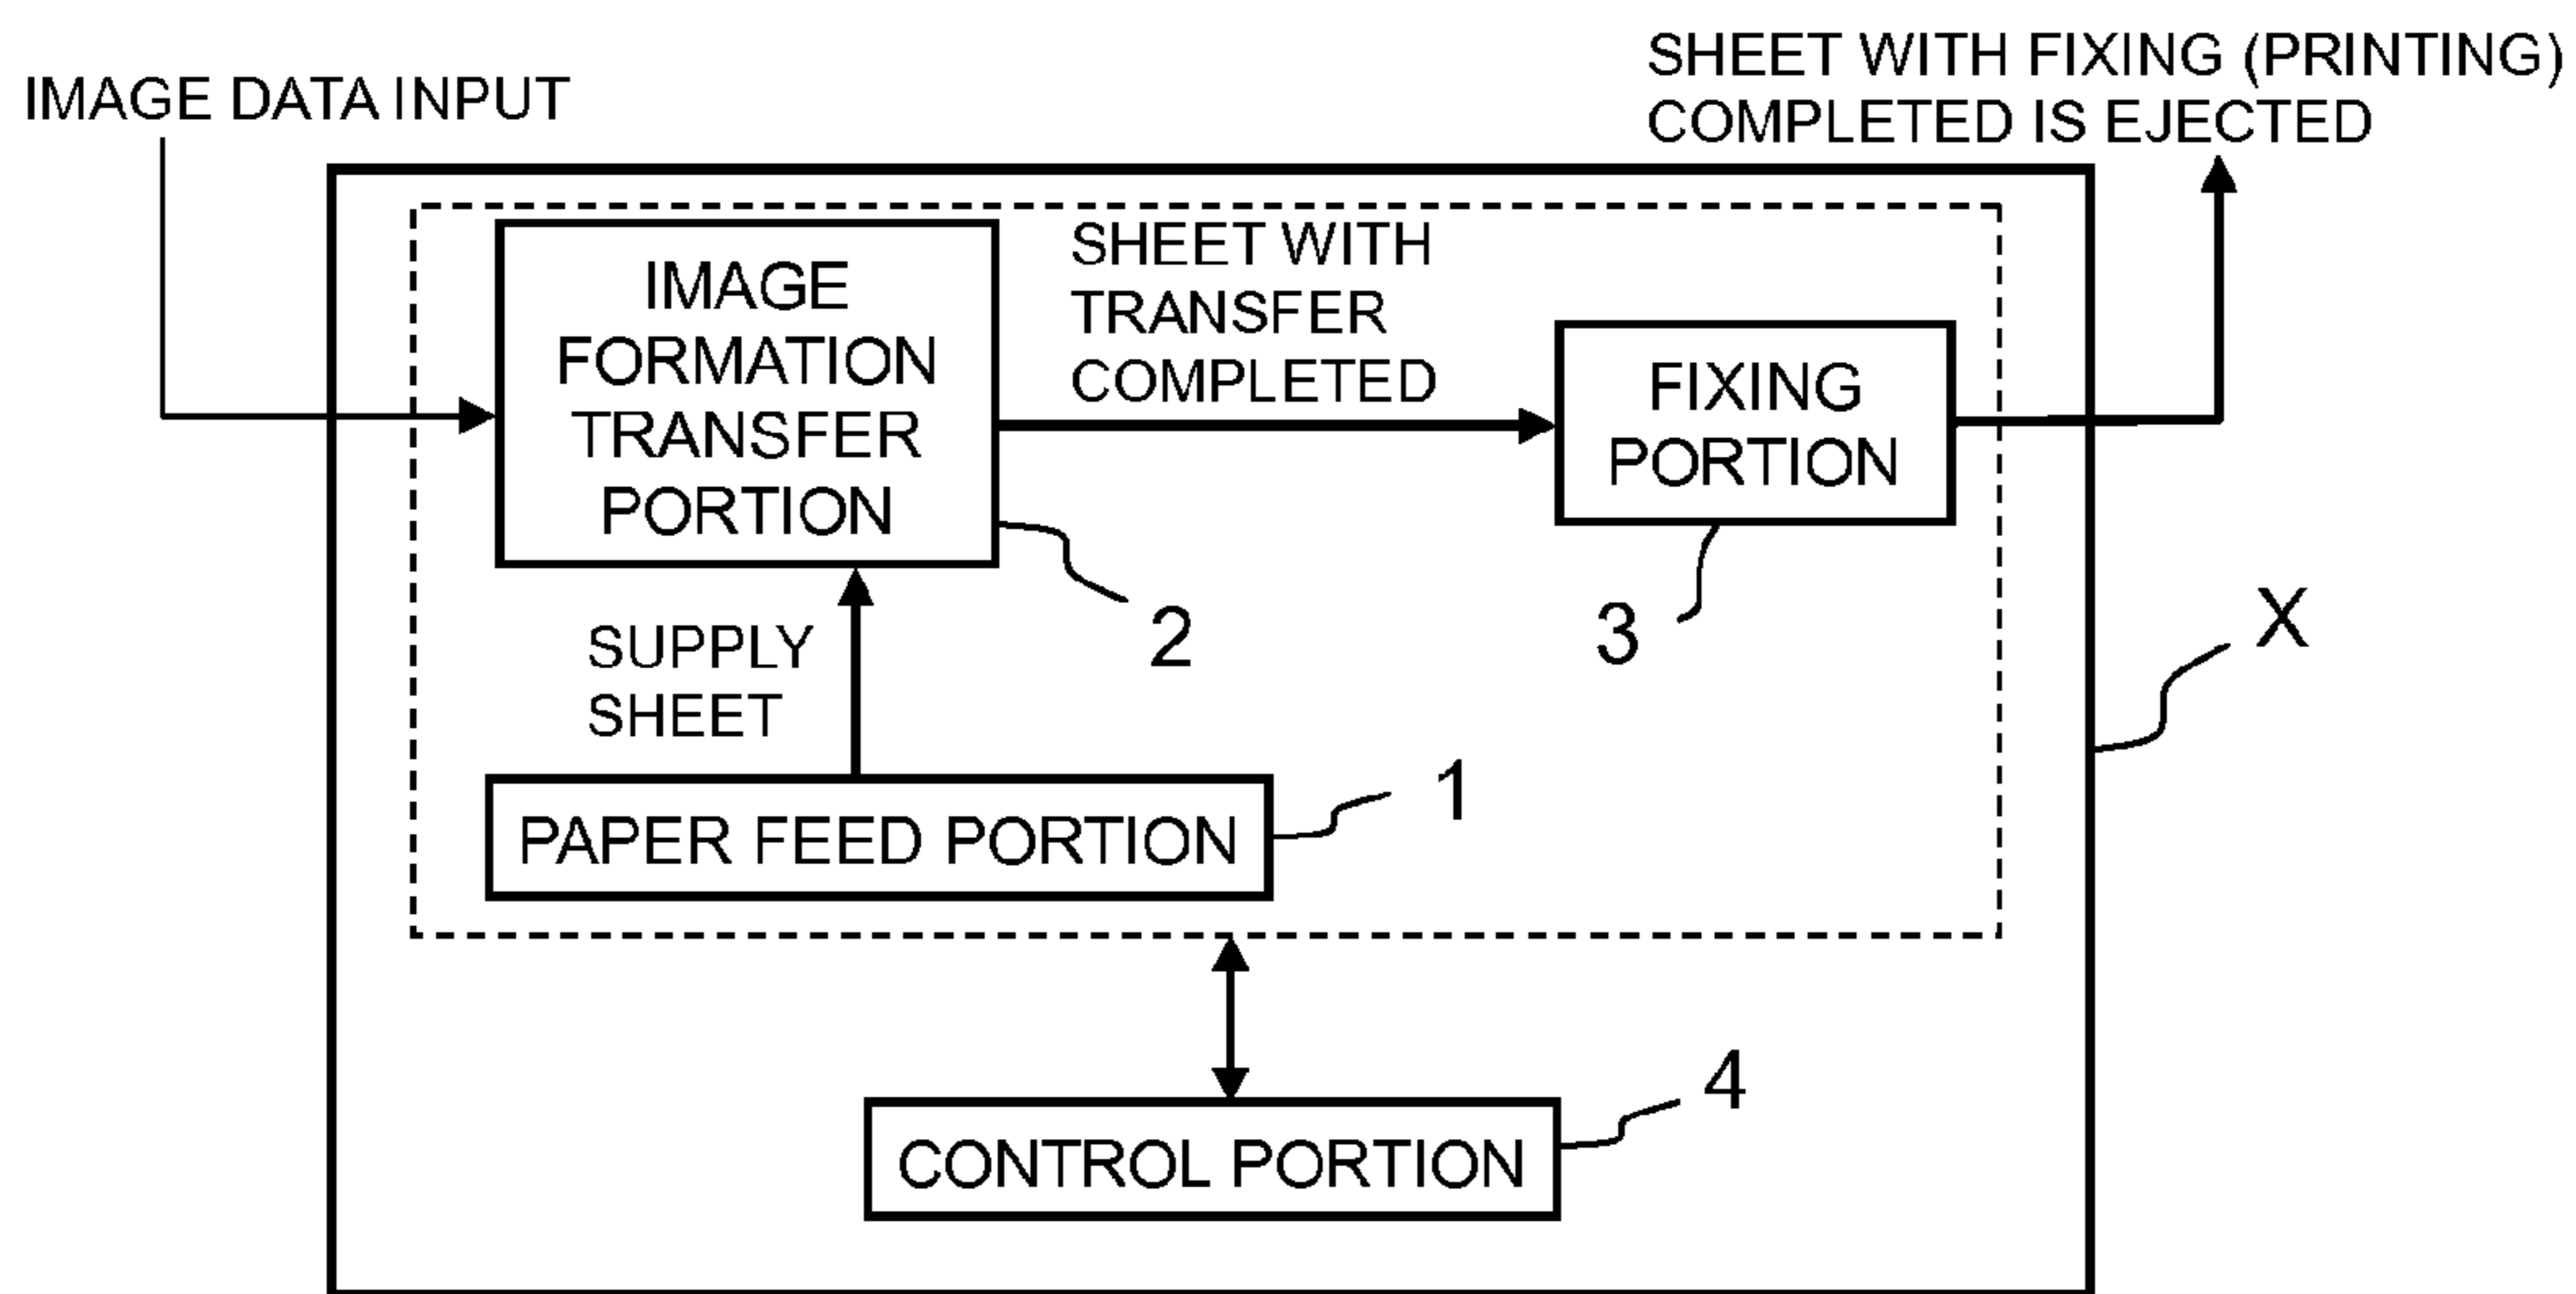 SHEET WITH FIXING (PRINTING)
COMPLETED IS EJECTED
IMAGE DATA INPUT
IMAGE
FORMATION
TRANSFER
PORTION
SHEET WITH
TRANSFER
COMPLETED
FIXING
PORTION
2
3
X
SUPPLY
SHEET
1
PAPER FEED PORTION
4
CONTROL PORTION